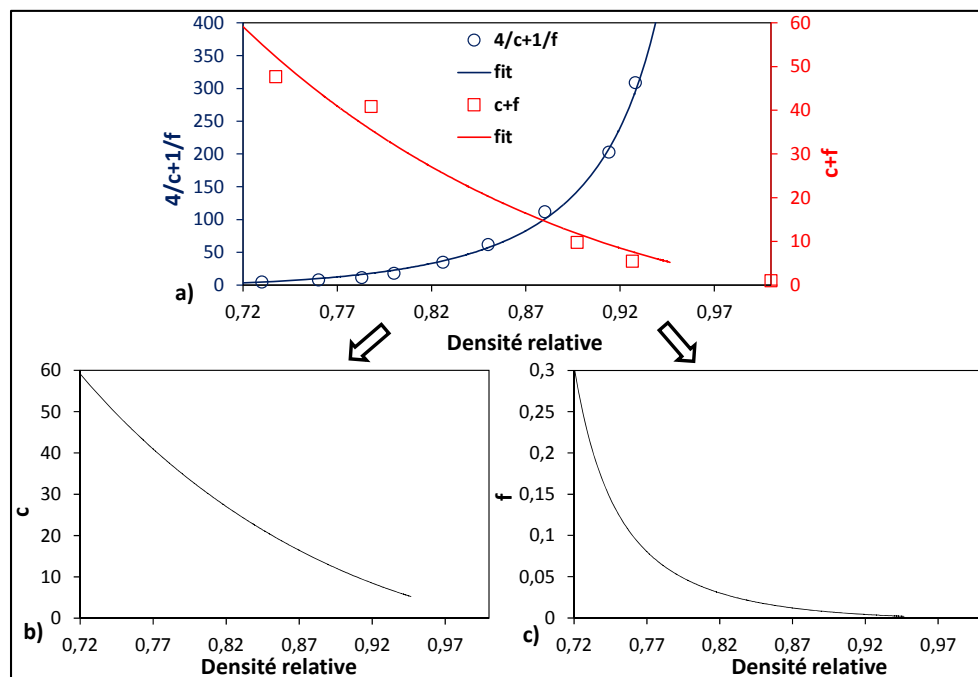 400
350
300
250
200
150
100
50
0
4/c+1/f
60
50
40
30
20
10
0
c+f
4/c+1/f
fit
c+f
fit
a)
0,72 0,77 0,82 0,87 0,92 0,97
Densité relative
60
50
40
30
20
10
0
c
b)
0,72 0,77 0,82 0,87 0,92 0,97
Densité relative
0,3
0,25
0,2
0,15
0,1
0,05
0
f
c)
0,72 0,77 0,82 0,87 0,92 0,97
Densité relative